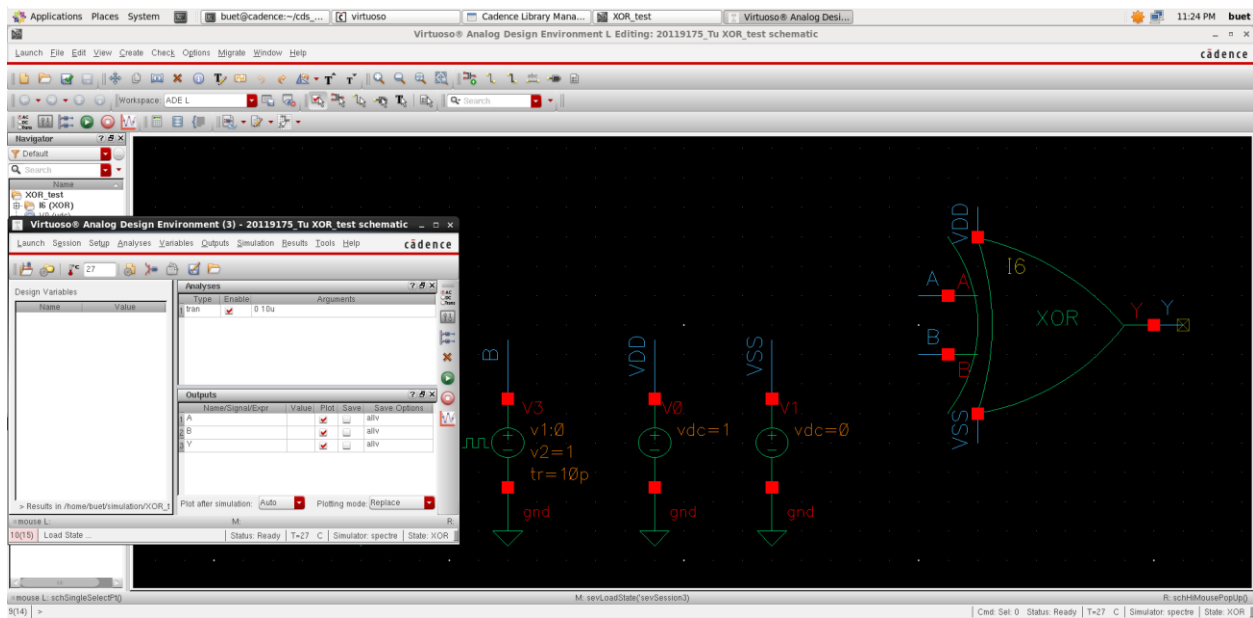 Applications Places System buet@cadence:~/cds_... virtuoso Cadence Library Mana... XOR_test Virtuoso® Analog Desi... 11:24 PM buet
Virtuoso® Analog Design Environment L Editing: 20119175_Tu XOR_test schematic
Launch File Edit View Create Check Options Migrate Window Help cādence
Workspace: ADE L Search
Navigator
Default
Search
Name
XOR_test
I6 (XOR)
Virtuoso® Analog Design Environment (3) - 20119175_Tu XOR_test schematic
Launch Session Setup Analyses Variables Outputs Simulation Results Tools Help cādence
27
Design Variables
Name Value
Analyses
Type Enable Arguments
1 tran 0 10u
Outputs
Name/Signal/Expr Value Plot Save Save Options
1 A allv
2 B allv
3 Y allv
> Results in /home/buet/simulation/XOR_t
Plot after simulation: Auto Plotting mode: Replace
mouse L: M: R:
10(15) Load State ... Status: Ready T=27 C Simulator: spectre State: XOR
B
V3
v1:0
v2=1
tr=10p
gnd
VDD
V0
vdc=1
gnd
VSS
V1
vdc=0
gnd
VDD
I6
A A
XOR
Y Y
B B
VSS
mouse L: schSingleSelectPt() M: sevLoadState('sevSession3) R: schHiMousePopUp()
9(14) > Cmd: Sel: 0 Status: Ready T=27 C Simulator: spectre State: XOR